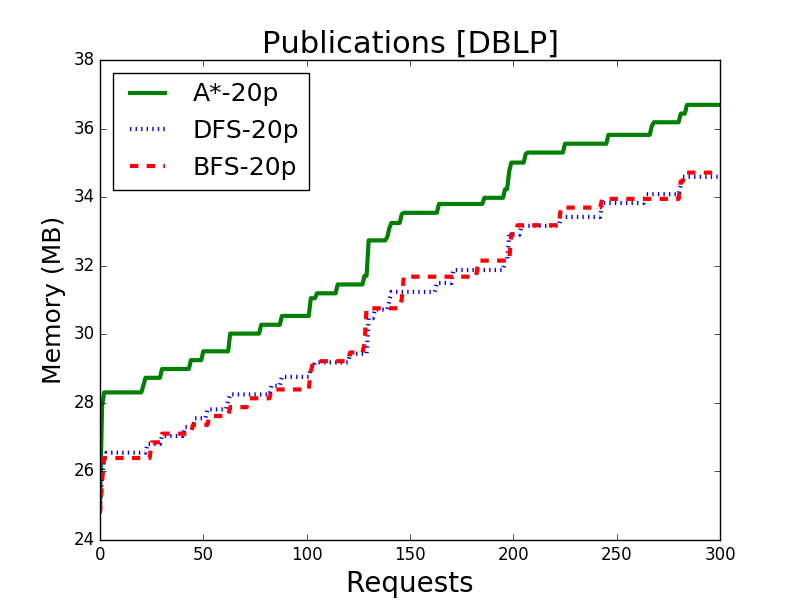 Publications [DBLP]
A*-20p
DFS-20p
BFS-20p
Memory (MB)
38
36
34
32
30
28
26
24
0 50 100 150 200 250 300
Requests